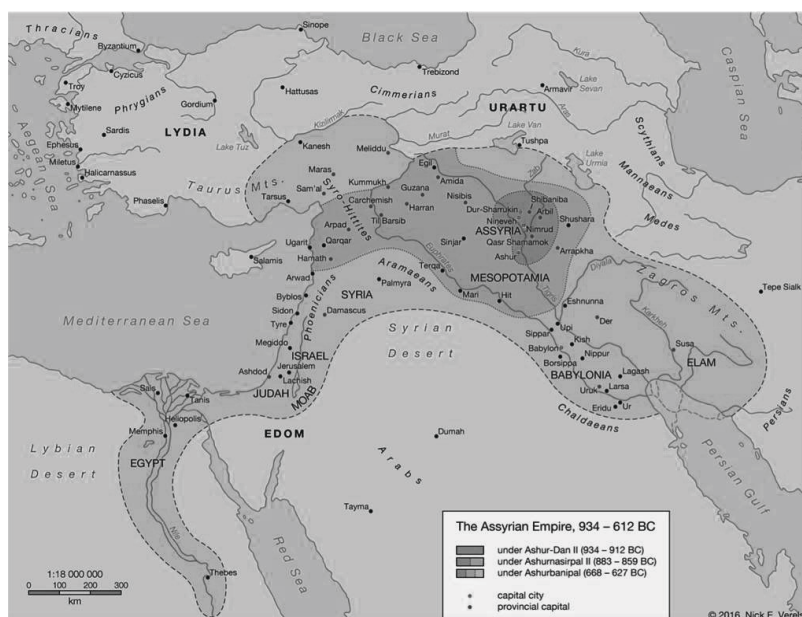 Thracians
Byzantium
Sinope
Black Sea
Trebizond
Kura
Caspian Sea
Cyzicus
Troy
Mytilene
Phrygians
Gordium
Hattusas
Cimmerians
Armavir
Lake
Sevan
Aras
URARTU
LYDIA
Kizilirmak
Sardis
Ephesus
Miletus
Halicarnassus
Aegean Sea
Lake Tuz
Kanesh
Meliddu
Murat
Lake Van
Tushpa
Lake
Urmia
Scythians
Mannaeans
Medes
Taurus Mts.
Phaselis
Tarsus
Maras
Sam'al
Kummukh
Carchemish
Syro-Hittites
Egil
Amida
Guzana
Nisibis
Harran
Til Barsib
Zab
Shibaniba
Dur-Sharrukin
Arbil
Nineveh
Nimrud
ASSYRIA
Qasr Shamamok
Shushara
Sinjar
Ashur
Arrapkha
Arpad
Ugarit
Qarqar
Hamath
Salamis
Arwad
Aramaeans
Euphrates
Terqa
MESOPOTAMIA
Tigris
Diyala
Zagros Mts.
Tepe Sialk
Byblos
Phoenicians
SYRIA
Palmyra
Mari
Hit
Eshnunna
Karkheh
Mediterranean Sea
Sidon
Tyre
Damascus
Syrian
Desert
Sippar
Upi
Der
Susa
Megiddo
ISRAEL
Babylon
Kish
Nippur
Borsippa
ELAM
Ashdod
Jerusalem
Lachish
JUDAH
MOAB
BABYLONIA
Lagash
Uruk
Larsa
Eridu
Ur
Chaldaeans
Persians
Sais
Tanis
Heliopolis
Memphis
EDOM
Dumah
Lybian
Desert
EGYPT
Arabs
Persian Gulf
Tayma
Nile
Red Sea
Thebes
1:18 000 000
0 100 200 300
km
The Assyrian Empire, 934 – 612 BC
under Ashur-Dan II (934 – 912 BC)
under Ashurnasirpal II (883 – 859 BC)
under Ashurbanipal (668 – 627 BC)
capital city
provincial capital
© 2016, Nick E. Verels